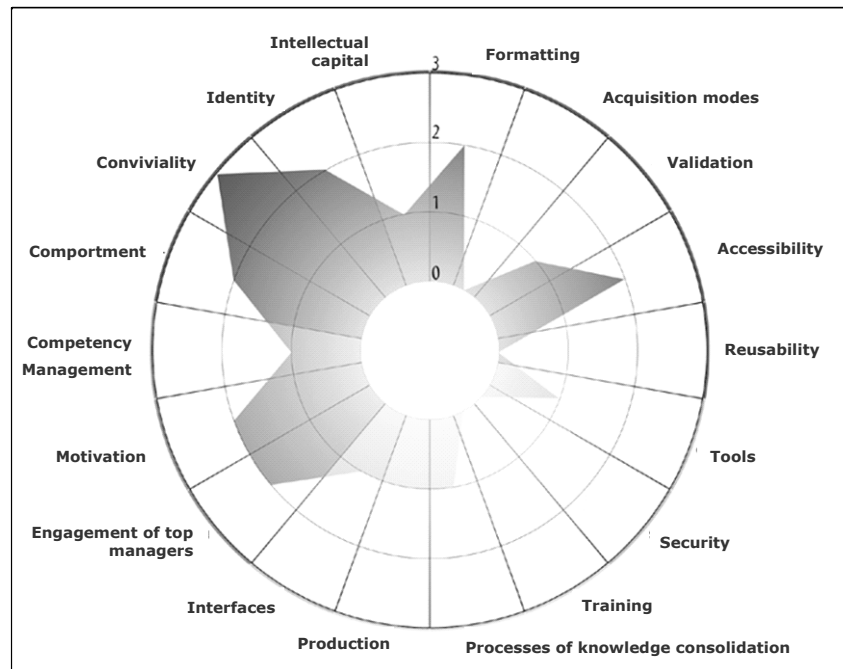 Intellectual
capital
3
Formatting
Identity
Acquisition modes
2
Conviviality
Validation
1
Comportment
Accessibility
0
Competency
Management
Reusability
Motivation
Tools
Engagement of top
managers
Security
Interfaces
Training
Production
Processes of knowledge consolidation